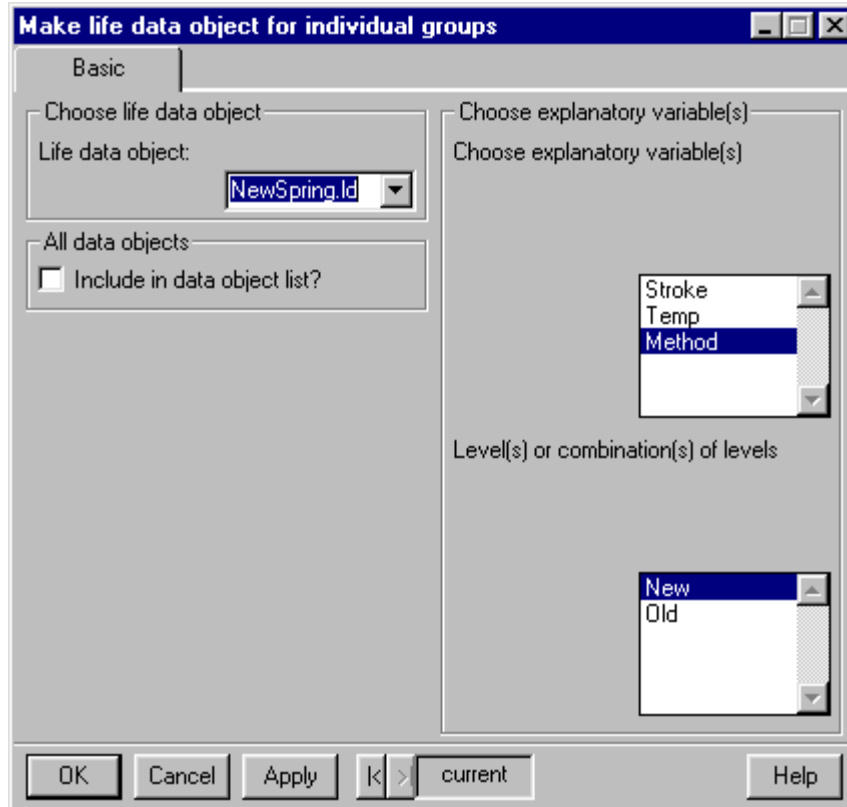 Make life data object for individual groups
Basic
Choose life data object
Life data object:
NewSpring.ld
All data objects
Include in data object list?
Choose explanatory variable(s)
Choose explanatory variable(s)
Stroke
Temp
Method
Level(s) or combination(s) of levels
New
Old
OK Cancel Apply |< >| current Help